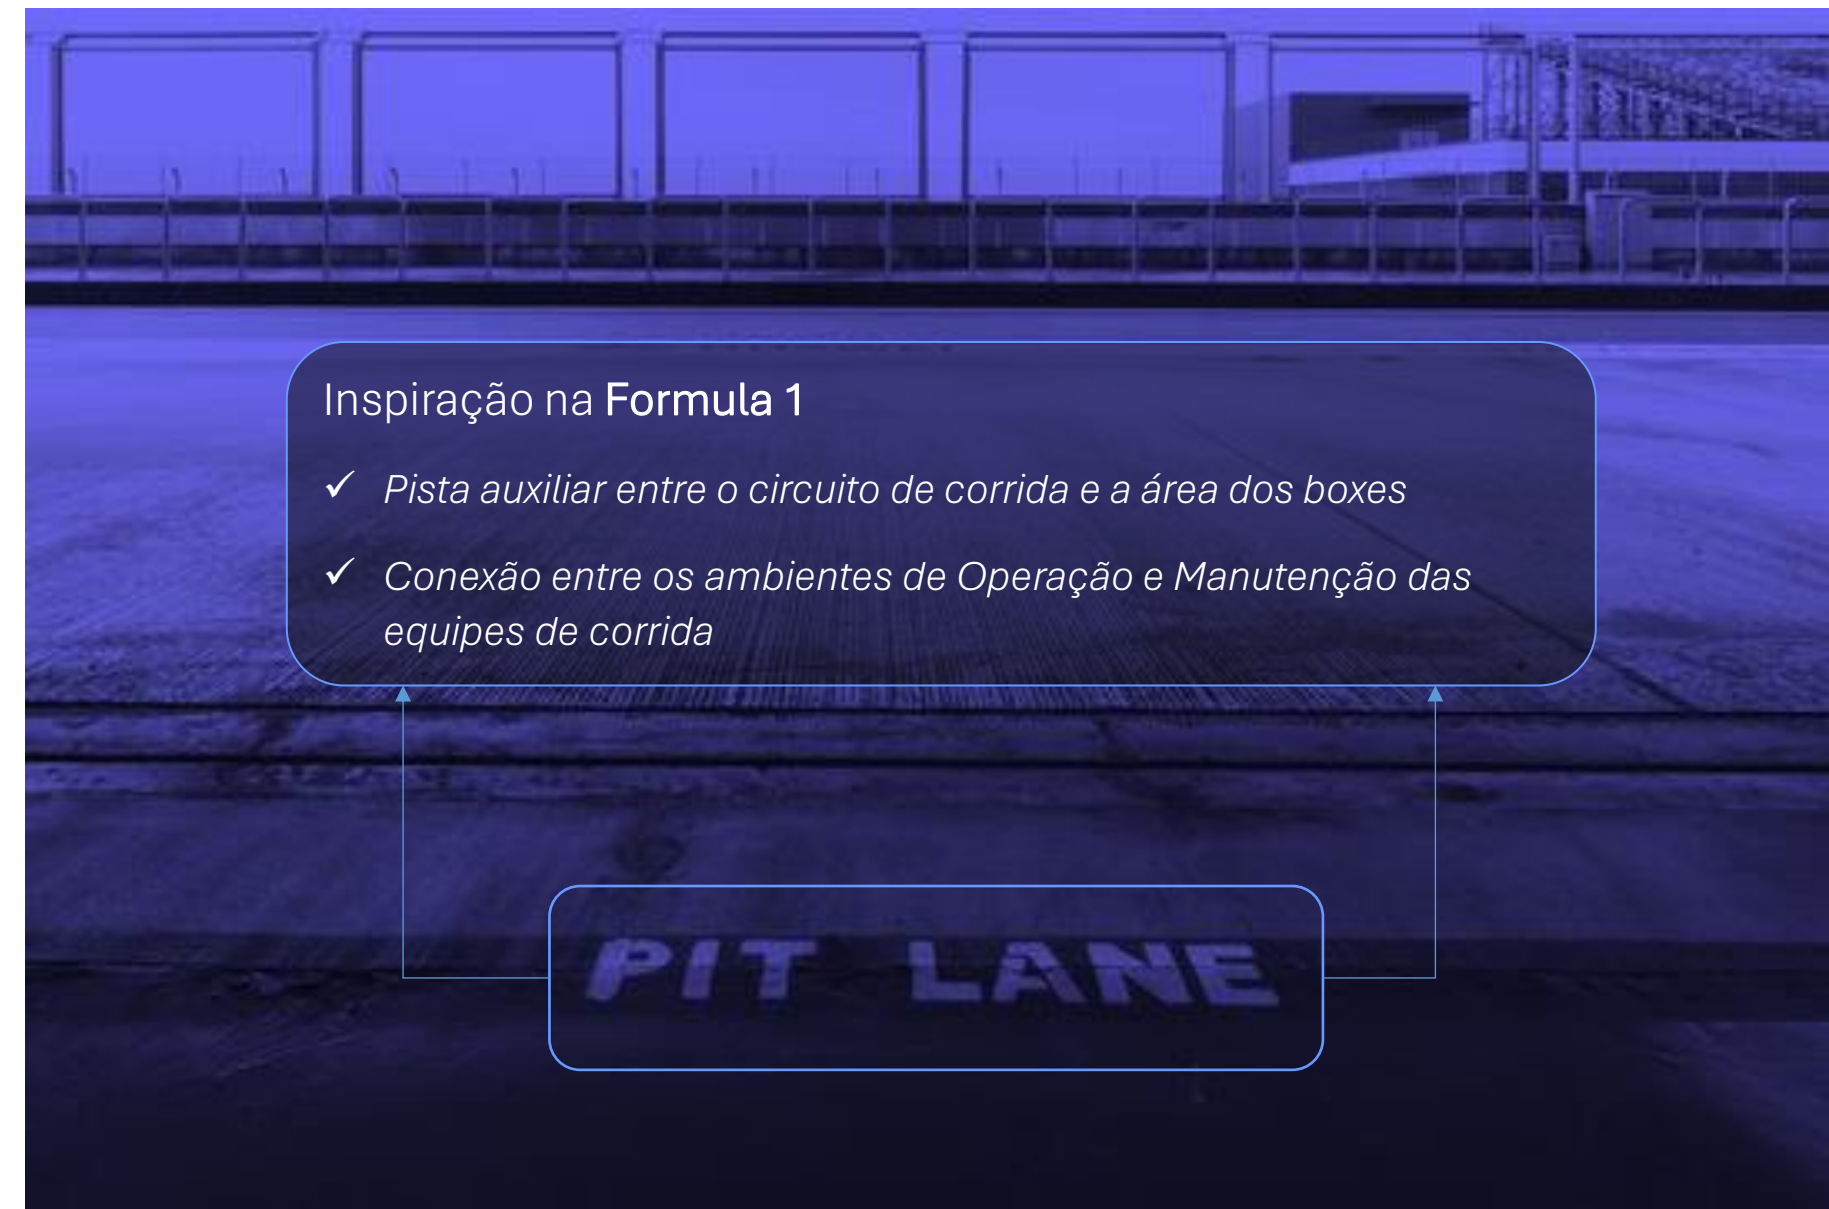 Inspiração na Formula 1
✓ Pista auxiliar entre o circuito de corrida e a área dos boxes
✓ Conexão entre os ambientes de Operação e Manutenção das
equipes de corrida
PIT LANE